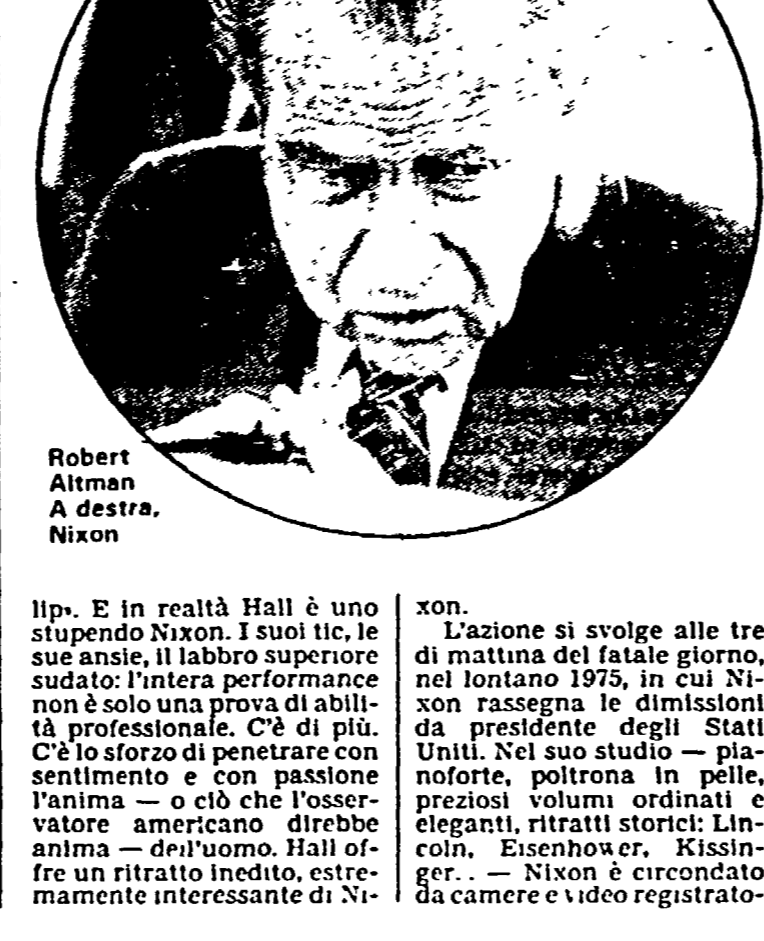 Robert
Altman
A destra,
Nixon
lip». E in realtà Hall è uno
stupendo Nixon. I suoi tic, le
sue ansie, il labbro superiore
sudato: l'intera performance
non è solo una prova di abili-
tà professionale. C'è di più.
C'è lo sforzo di penetrare con
sentimento e con passione
l'anima — o ciò che l'osser-
vatore americano direbbe
anima — dell'uomo. Hall of-
fre un ritratto inedito, estre-
mamente interessante di Ni-
xon.
L'azione si svolge alle tre
di mattina del fatale giorno,
nel lontano 1975, in cui Ni-
xon rassegna le dimissioni
da presidente degli Stati
Uniti. Nel suo studio — pia-
noforte, poltrona in pelle,
preziosi volumi ordinati e
eleganti, ritratti storici: Lin-
coln, Eisenhower, Kissin-
ger.. — Nixon è circondato
da camere e video registrato-